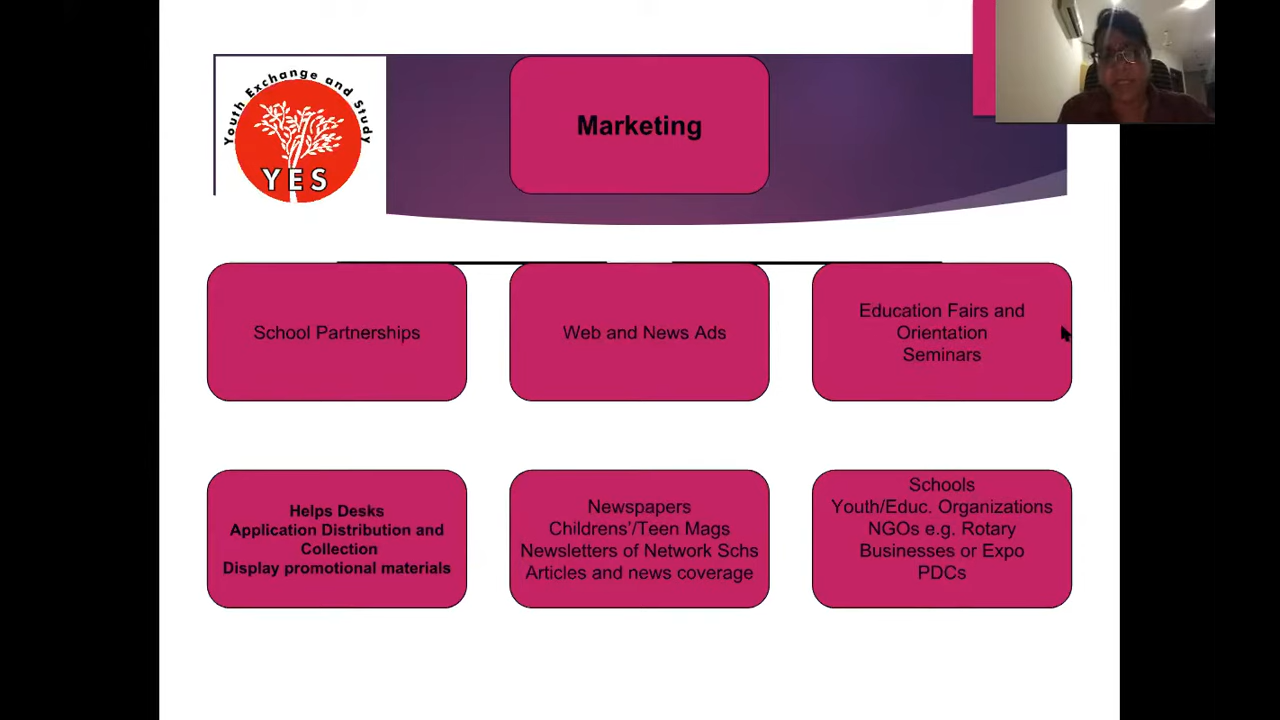 Youth Exchange and Study
YES
Marketing
School Partnerships
Web and News Ads
Education Fairs and
Orientation
Seminars
Helps Desks
Application Distribution and
Collection
Display promotional materials
Newspapers
Childrens'/Teen Mags
Newsletters of Network Schs
Articles and news coverage
Schools
Youth/Educ. Organizations
NGOs e.g. Rotary
Businesses or Expo
PDCs